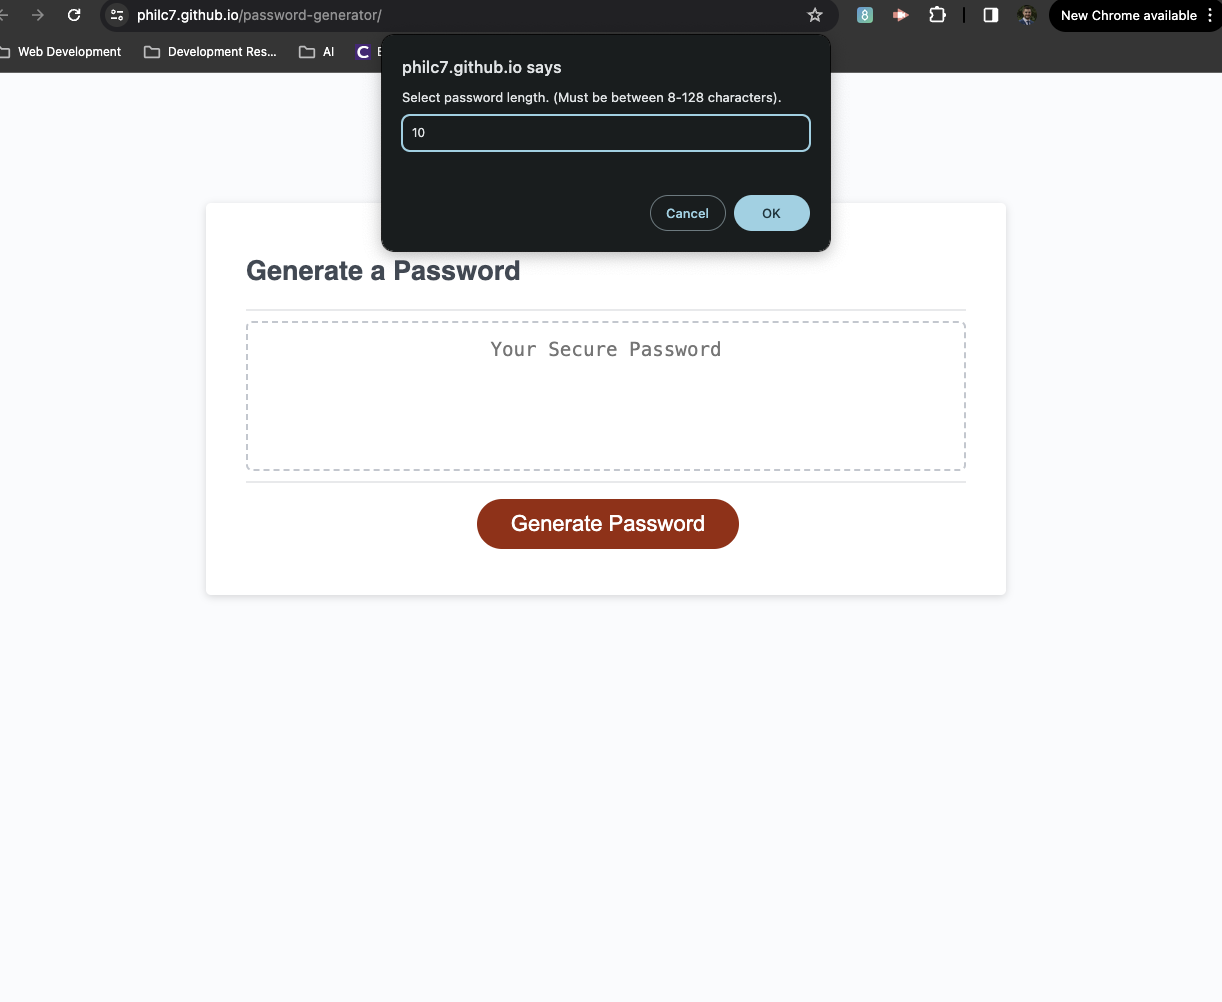 philc7.github.io/password-generator/
8
New Chrome available
Web Development
Development Res...
AI
C
philc7.github.io says
Select password length. (Must be between 8-128 characters).
10
Cancel
OK
Generate a Password
Your Secure Password
Generate Password